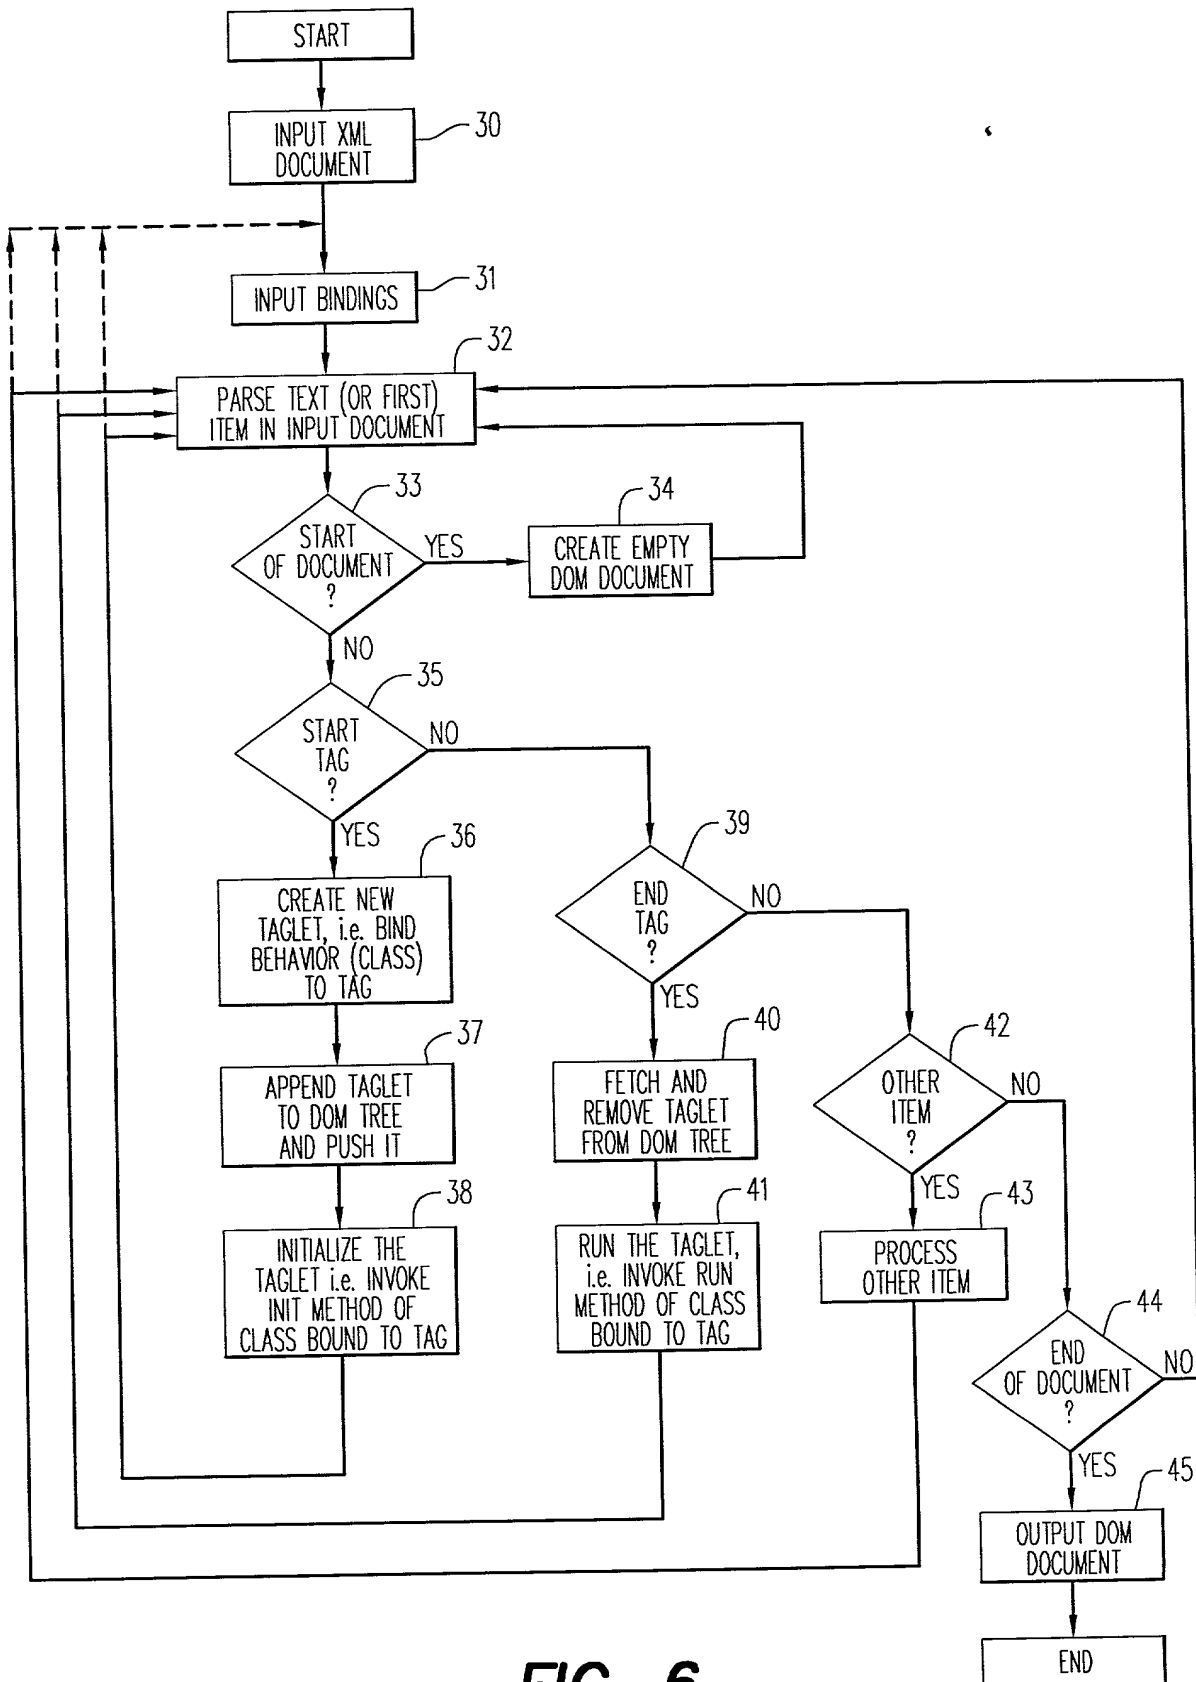 START
INPUT XML
DOCUMENT
30
INPUT BINDINGS
31
32
PARSE TEXT (OR FIRST)
ITEM IN INPUT DOCUMENT
33
START
OF DOCUMENT
?
YES
NO
34
CREATE EMPTY
DOM DOCUMENT
35
START
TAG
?
NO
YES
36
CREATE NEW
TAGLET, i.e. BIND
BEHAVIOR (CLASS)
TO TAG
37
APPEND TAGLET
TO DOM TREE
AND PUSH IT
38
INITIALIZE THE
TAGLET i.e. INVOKE
INIT METHOD OF
CLASS BOUND TO TAG
39
END
TAG
?
NO
YES
40
FETCH AND
REMOVE TAGLET
FROM DOM TREE
41
RUN THE TAGLET,
i.e. INVOKE RUN
METHOD OF CLASS
BOUND TO TAG
42
OTHER
ITEM
?
NO
YES
43
PROCESS
OTHER ITEM
44
END
OF DOCUMENT
?
NO
YES
45
OUTPUT DOM
DOCUMENT
END
FIG. 6